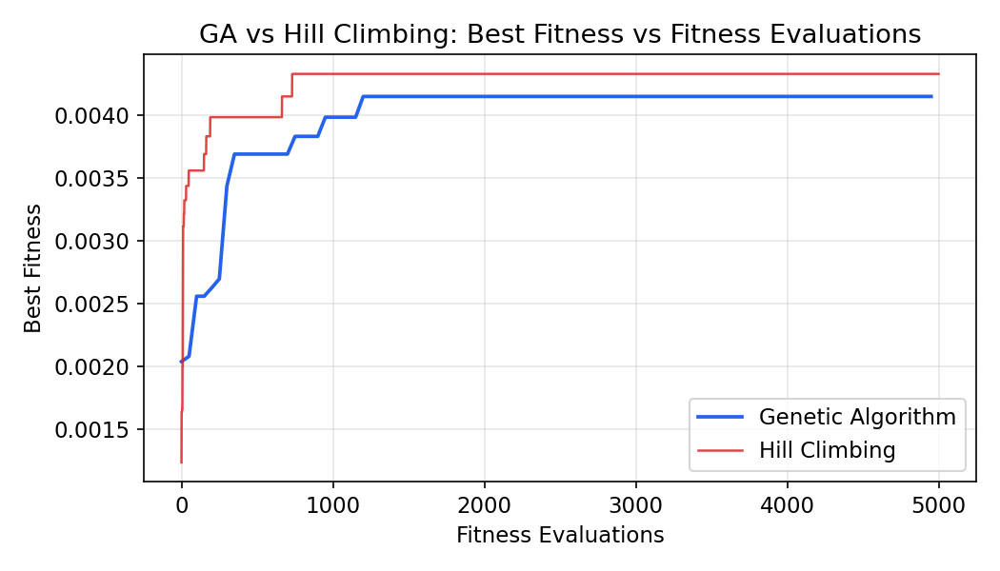 GA vs Hill Climbing: Best Fitness vs Fitness Evaluations
Best Fitness
0.0040
0.0035
0.0030
0.0025
0.0020
0.0015
Genetic Algorithm
Hill Climbing
0 1000 2000 3000 4000 5000
Fitness Evaluations